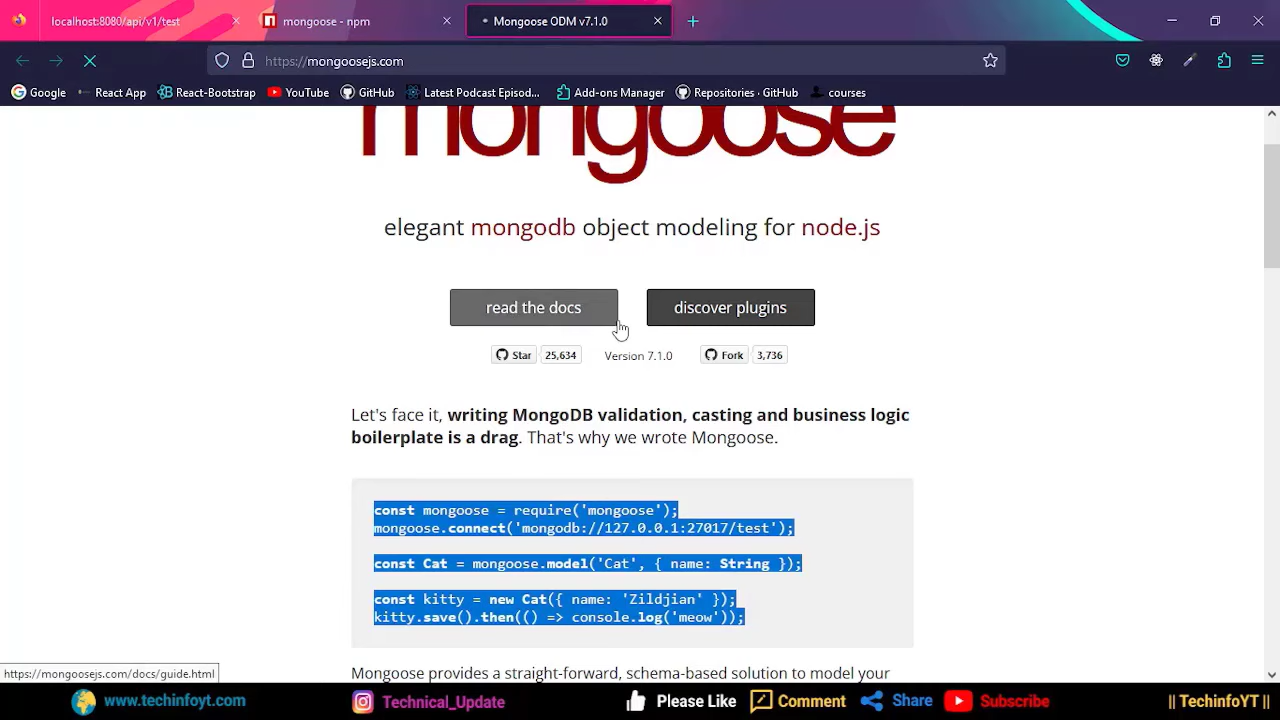 localhost:8080/api/v1/test
mongoose - npm
Mongoose ODM v7.1.0
https://mongoosejs.com
Google
React App
React-Bootstrap
YouTube
GitHub
Latest Podcast Episod...
Add-ons Manager
Repositories · GitHub
courses
mongoose
elegant mongodb object modeling for node.js
read the docs
discover plugins
Star 25,634
Version 7.1.0
Fork 3,736
Let's face it, writing MongoDB validation, casting and business logic
boilerplate is a drag. That's why we wrote Mongoose.
const mongoose = require('mongoose');
mongoose.connect('mongodb://127.0.0.1:27017/test');
const Cat = mongoose.model('Cat', { name: String });
const kitty = new Cat({ name: 'Zildjian' });
kitty.save().then(() => console.log('meow'));
Mongoose provides a straight-forward, schema-based solution to model your
https://mongoosejs.com/docs/guide.html
www.techinfoyt.com
Technical_Update
Please Like
Comment
Share
Subscribe
|| TechinfoYT ||